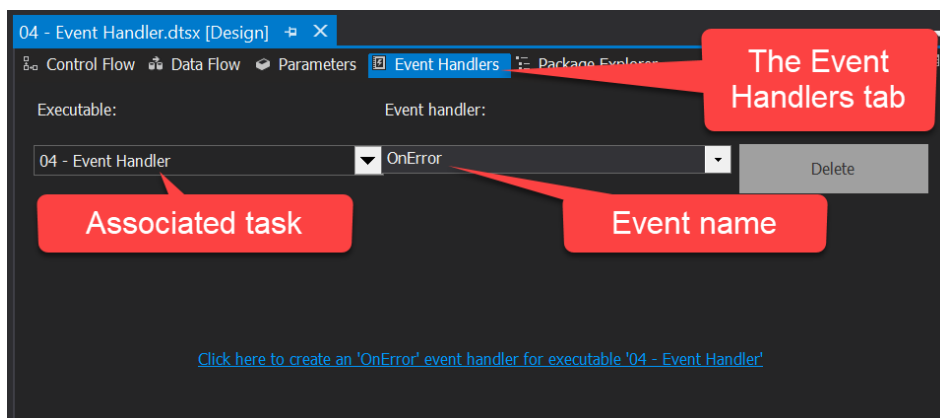 04 - Event Handler.dtsx [Design]
Control Flow Data Flow Parameters Event Handlers Package Explorer
The Event
Handlers tab
Executable: Event handler:
04 - Event Handler OnError Delete
Associated task Event name
Click here to create an 'OnError' event handler for executable '04 - Event Handler'